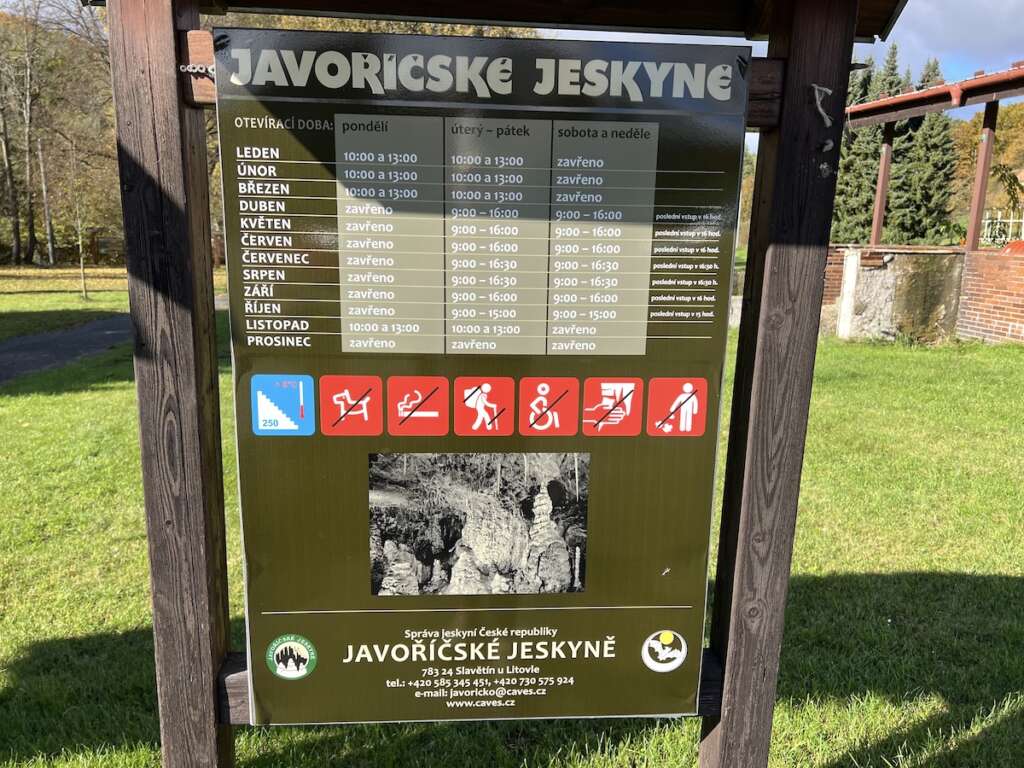 JAVOŘÍČSKÉ JESKYNĚ
OTEVÍRACÍ DOBA: pondělí úterý – pátek sobota a neděle
LEDEN 10:00 a 13:00 10:00 a 13:00 zavřeno
ÚNOR 10:00 a 13:00 10:00 a 13:00 zavřeno
BŘEZEN 10:00 a 13:00 10:00 a 13:00 zavřeno
DUBEN zavřeno 9:00 – 16:00 9:00 – 16:00 poslední vstup v 16 hod.
KVĚTEN zavřeno 9:00 – 16:00 9:00 – 16:00 poslední vstup v 16 hod.
ČERVEN zavřeno 9:00 – 16:00 9:00 – 16:00 poslední vstup v 16 hod.
ČERVENEC zavřeno 9:00 – 16:30 9:00 – 16:30 poslední vstup v 16:30 h.
SRPEN zavřeno 9:00 – 16:30 9:00 – 16:30 poslední vstup v 16:30 h.
ZÁŘÍ zavřeno 9:00 – 16:00 9:00 – 16:00 poslední vstup v 16 hod.
ŘÍJEN zavřeno 9:00 – 15:00 9:00 – 15:00 poslední vstup v 15 hod.
LISTOPAD 10:00 a 13:00 10:00 a 13:00 zavřeno
PROSINEC zavřeno zavřeno zavřeno
+ 8°C
250
Správa jeskyní České republiky
JAVOŘÍČSKÉ JESKYNĚ
JAVOŘÍČSKÉ JESKYNĚ
783 24 Slavětín u Litovle
tel.: +420 585 345 451, +420 730 575 924
e-mail: javoricko@caves.cz
www.caves.cz